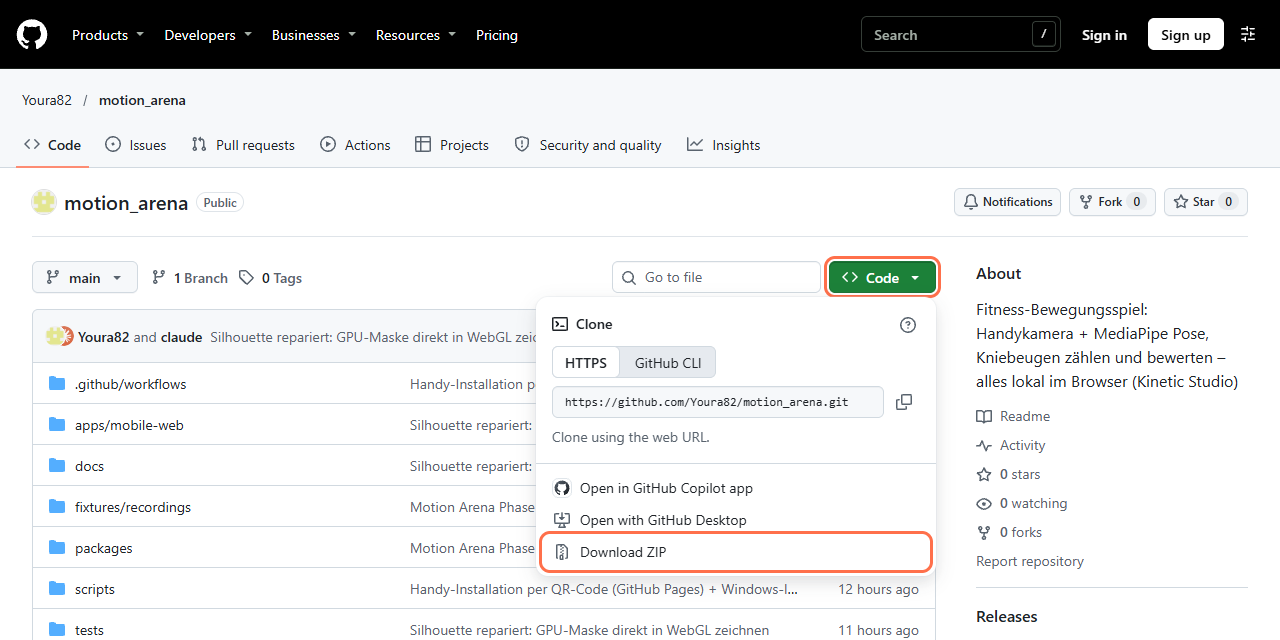 Products Developers Businesses Resources Pricing Search / Sign in Sign up
Youra82 / motion_arena
Code Issues Pull requests Actions Projects Security and quality Insights
motion_arena Public Notifications Fork 0 Star 0
main 1 Branch 0 Tags Go to file Code
About
Fitness-Bewegungsspiel:
Handykamera + MediaPipe Pose,
Kniebeugen zählen und bewerten –
alles lokal im Browser (Kinetic Studio)
Readme
Activity
0 stars
0 watching
0 forks
Report repository
Releases
Clone
HTTPS GitHub CLI
https://github.com/Youra82/motion_arena.git
Clone using the web URL.
Open in GitHub Copilot app
Open with GitHub Desktop
Download ZIP
Youra82 and claude Silhouette repariert: GPU-Maske direkt in WebGL zeic
.github/workflows Handy-Installation pe
apps/mobile-web Silhouette repariert:
docs Silhouette repariert:
fixtures/recordings Motion Arena Phase
packages Motion Arena Phase
scripts Handy-Installation per QR-Code (GitHub Pages) + Windows-I... 12 hours ago
tests Silhouette repariert: GPU-Maske direkt in WebGL zeichnen 11 hours ago